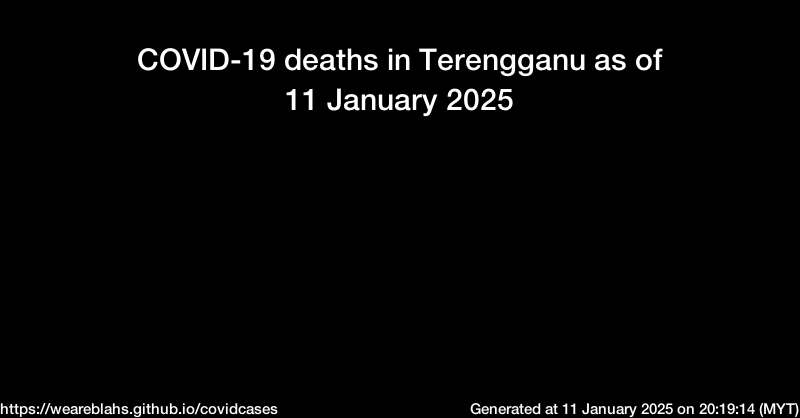 COVID-19 deaths in Terengganu as of
11 January 2025
https://weareblahs.github.io/covidcases
Generated at 11 January 2025 on 20:19:14 (MYT)